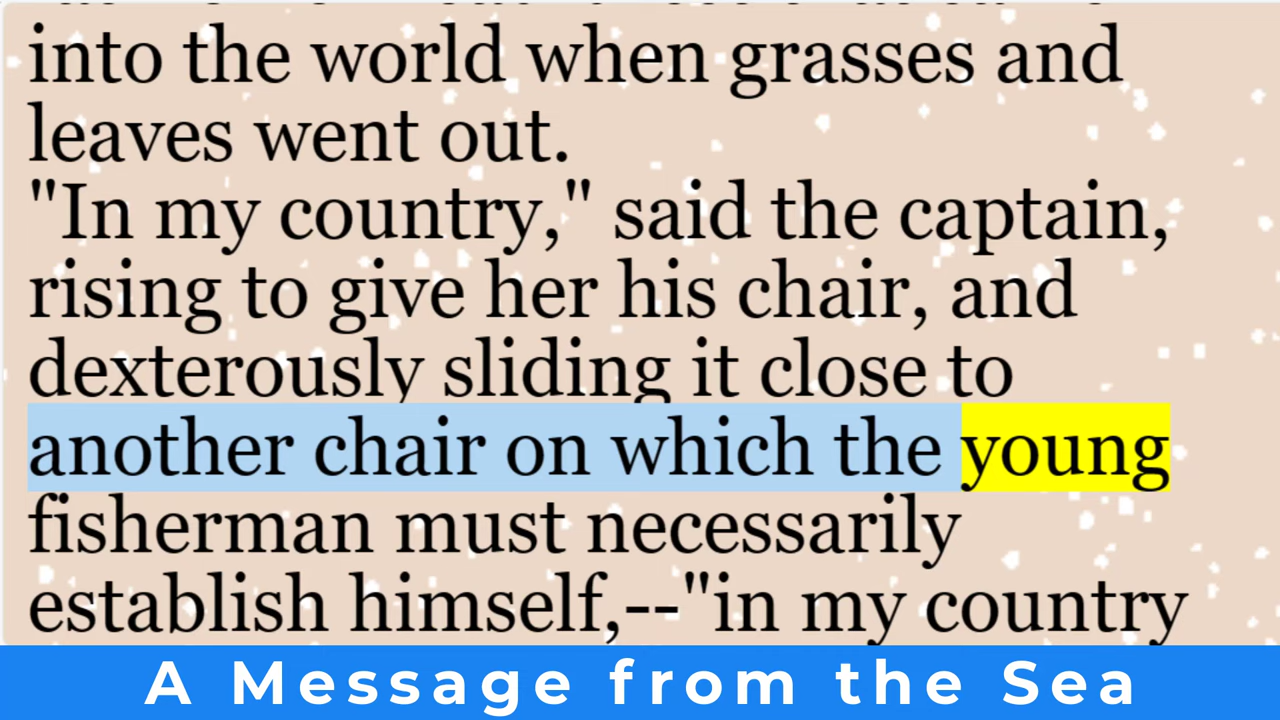 into the world when grasses and
leaves went out.
"In my country," said the captain,
rising to give her his chair, and
dexterously sliding it close to
another chair on which the young
fisherman must necessarily
establish himself,--"in my country
A Message from the Sea